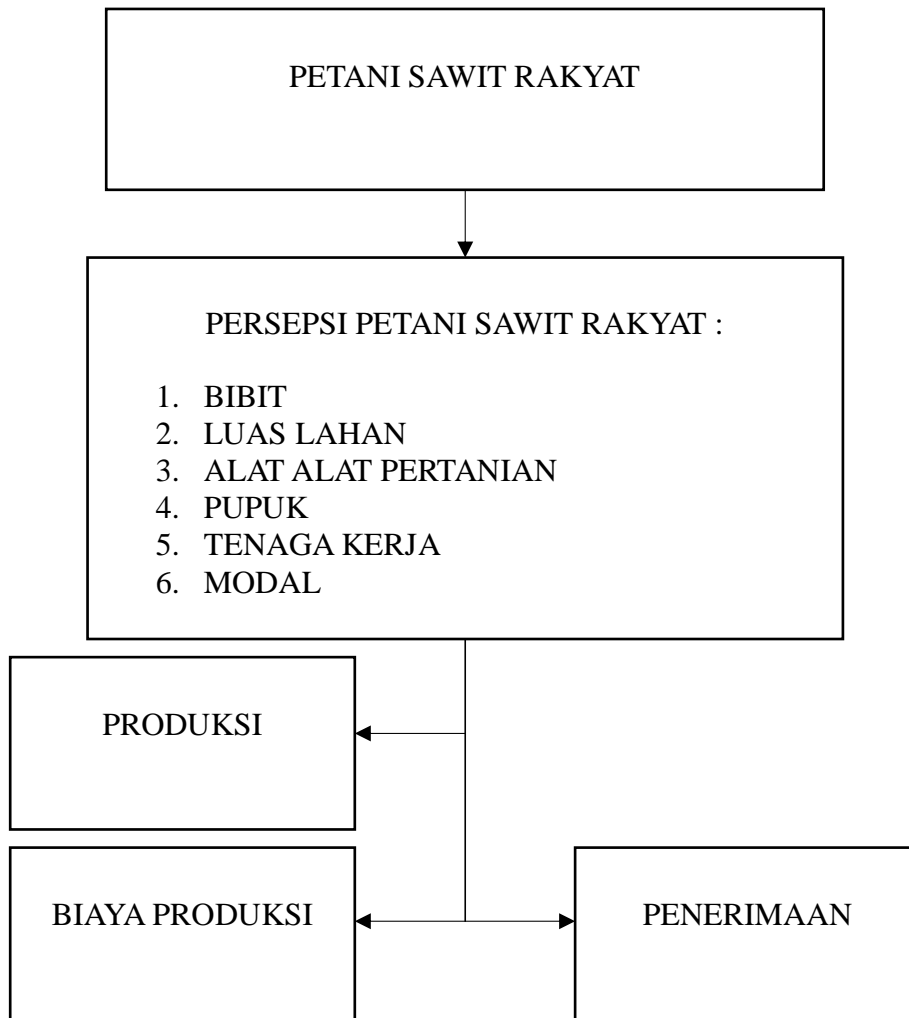 PETANI SAWIT RAKYAT
PERSEPSI PETANI SAWIT RAKYAT :
1. BIBIT
2. LUAS LAHAN
3. ALAT ALAT PERTANIAN
4. PUPUK
5. TENAGA KERJA
6. MODAL
PRODUKSI
BIAYA PRODUKSI
PENERIMAAN